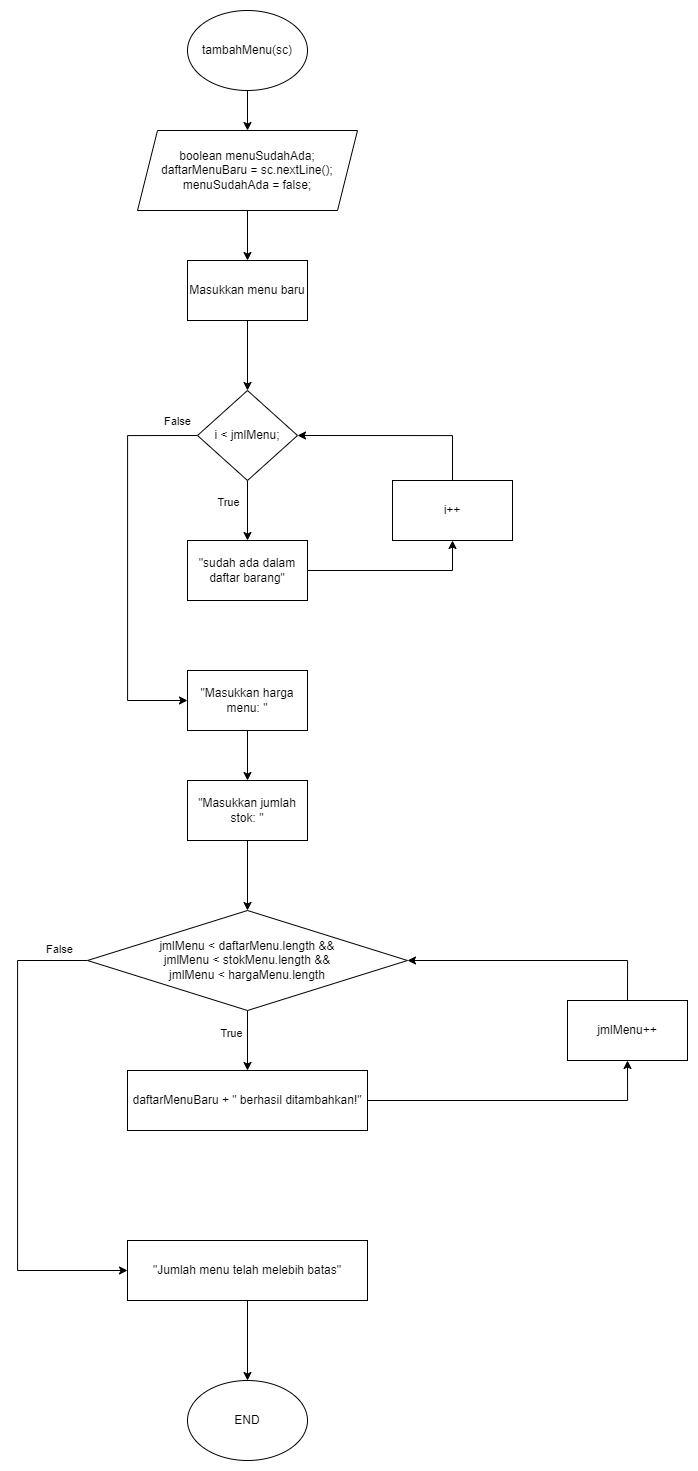 tambahMenu(sc)
boolean menuSudahAda;
daftarMenuBaru = sc.nextLine();
menuSudahAda = false;
Masukkan menu baru
False
i < jmlMenu;
True
i++
"sudah ada dalam
daftar barang"
"Masukkan harga
menu: "
"Masukkan jumlah
stok: "
False
jmlMenu < daftarMenu.length &&
jmlMenu < stokMenu.length &&
jmlMenu < hargaMenu.length
True
jmlMenu++
daftarMenuBaru + " berhasil ditambahkan!"
"Jumlah menu telah melebih batas"
END